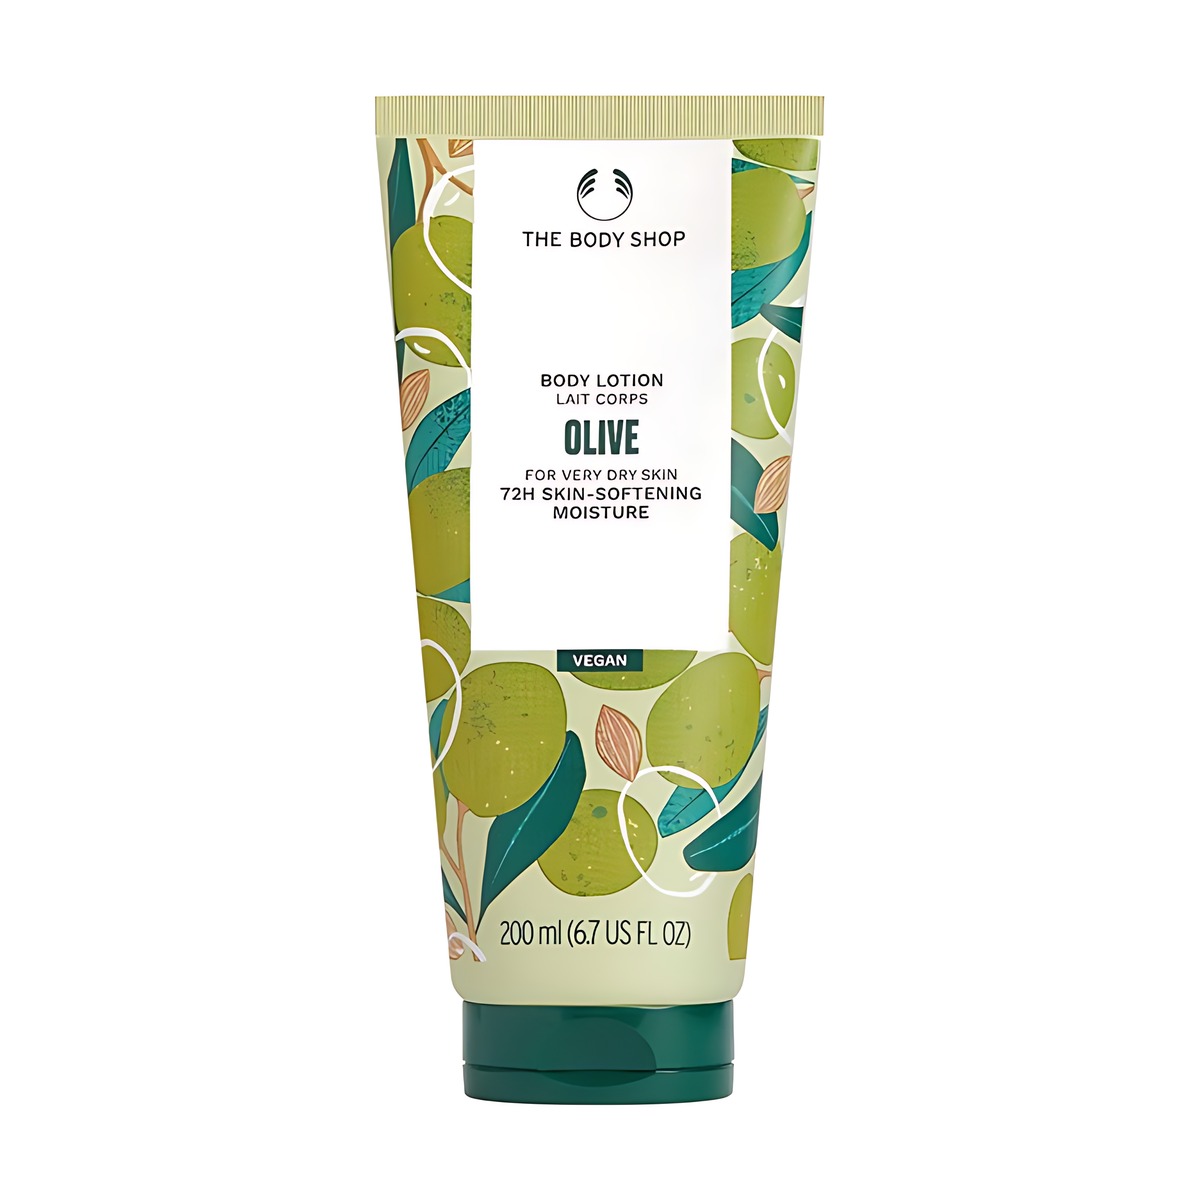 THE BODY SHOP
BODY LOTION
LAIT CORPS
OLIVE
FOR VERY DRY SKIN
72H SKIN-SOFTENING
MOISTURE
VEGAN
200 ml (6.7 US FL OZ)